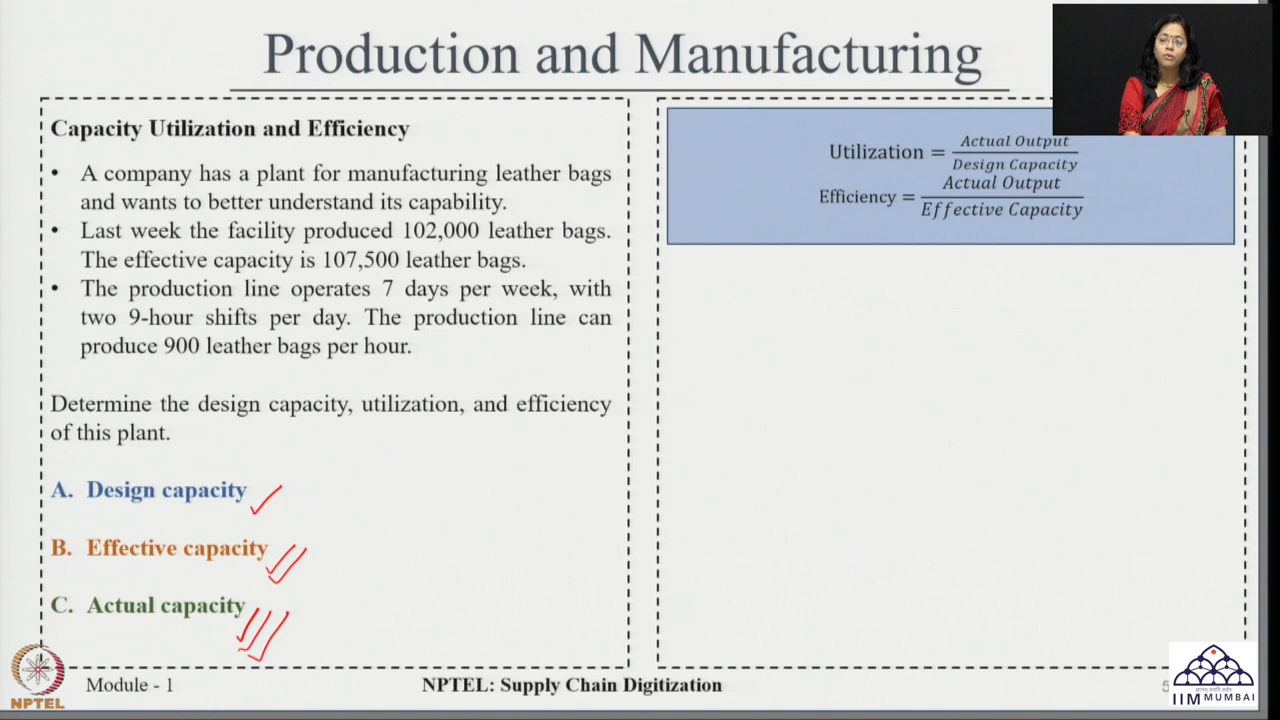 Production and Manufacturing
Capacity Utilization and Efficiency
• A company has a plant for manufacturing leather bags
and wants to better understand its capability.
• Last week the facility produced 102,000 leather bags.
The effective capacity is 107,500 leather bags.
• The production line operates 7 days per week, with
two 9-hour shifts per day. The production line can
produce 900 leather bags per hour.
Determine the design capacity, utilization, and efficiency
of this plant.
A. Design capacity
B. Effective capacity
C. Actual capacity
Utilization = Actual Output / Design Capacity
Efficiency = Actual Output / Effective Capacity
NPTEL
Module - 1
NPTEL: Supply Chain Digitization
5
IIM MUMBAI